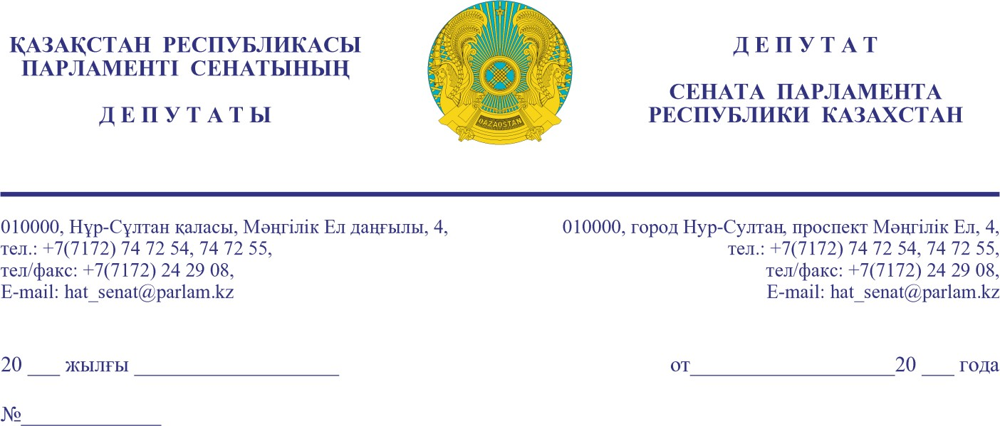 ҚАЗАҚСТАН РЕСПУБЛИКАСЫ
ПАРЛАМЕНТІ СЕНАТЫНЫҢ
Д Е П У Т А Т Ы
QAZAQSTAN
Д Е П У Т А Т
СЕНАТА ПАРЛАМЕНТА
РЕСПУБЛИКИ КАЗАХСТАН
010000, Нұр-Сұлтан қаласы, Мәңгілік Ел даңғылы, 4,
тел.: +7(7172) 74 72 54, 74 72 55,
тел/факс: +7(7172) 24 29 08,
E-mail: hat_senat@parlam.kz
010000, город Нур-Султан, проспект Мәңгілік Ел, 4,
тел.: +7(7172) 74 72 54, 74 72 55,
тел/факс: +7(7172) 24 29 08,
E-mail: hat_senat@parlam.kz
20 ___ жылғы ___________________
от___________________20 ___ года
№_____________